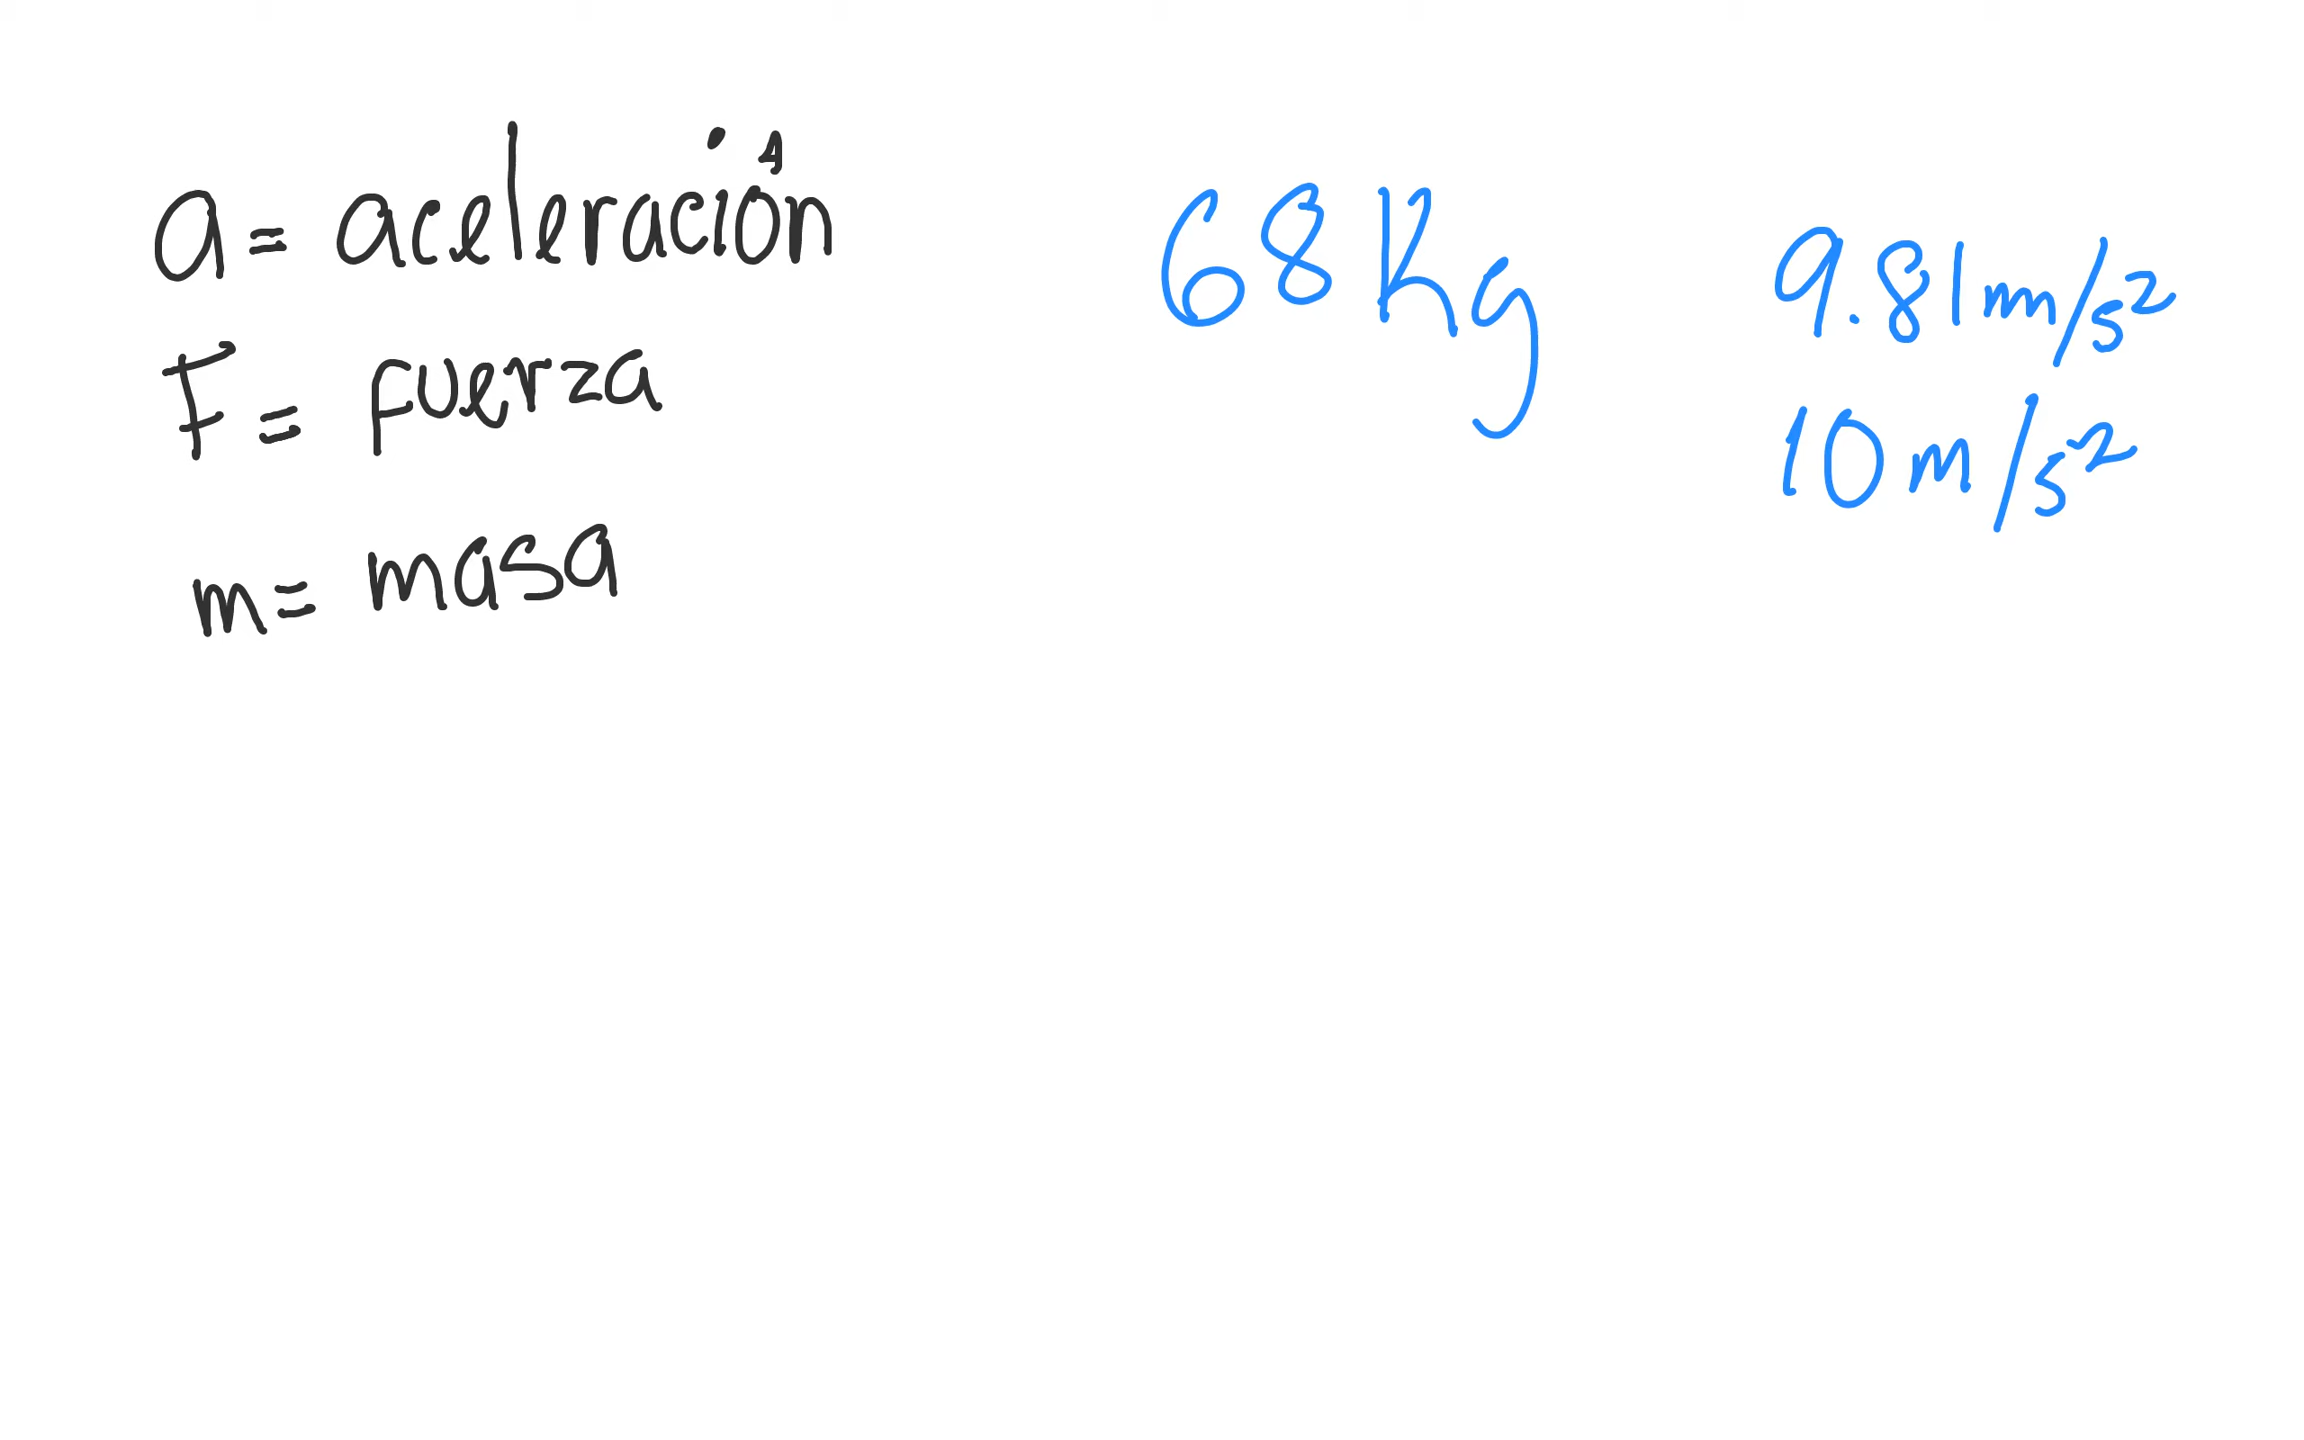 a = aceleración
F = fuerza
m = masa
68 Kg
9.81 m/s²
10 m/s²